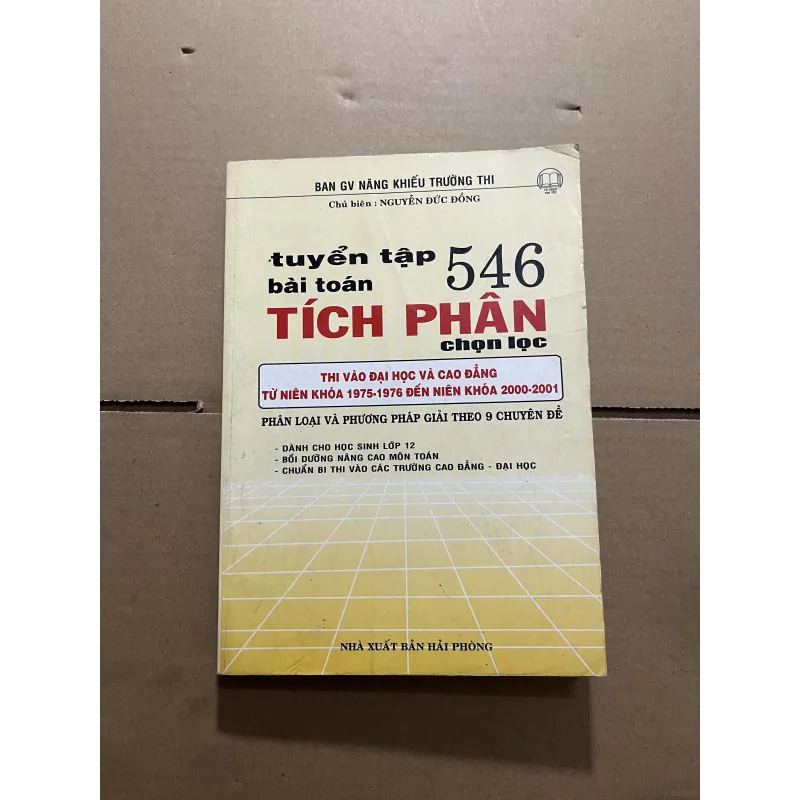 BAN GV NĂNG KHIẾU TRƯỜNG THI
Chủ biên : NGUYỄN ĐỨC ĐỒNG
tuyển tập 546
bài toán
TÍCH PHÂN
chọn lọc
THI VÀO ĐẠI HỌC VÀ CAO ĐẲNG
TỪ NIÊN KHÓA 1975-1976 ĐẾN NIÊN KHÓA 2000-2001
PHÂN LOẠI VÀ PHƯƠNG PHÁP GIẢI THEO 9 CHUYÊN ĐỀ
- DÀNH CHO HỌC SINH LỚP 12
- BỒI DƯỠNG NÂNG CAO MÔN TOÁN
- CHUẨN BỊ THI VÀO CÁC TRƯỜNG CAO ĐẲNG - ĐẠI HỌC
NHÀ XUẤT BẢN HẢI PHÒNG